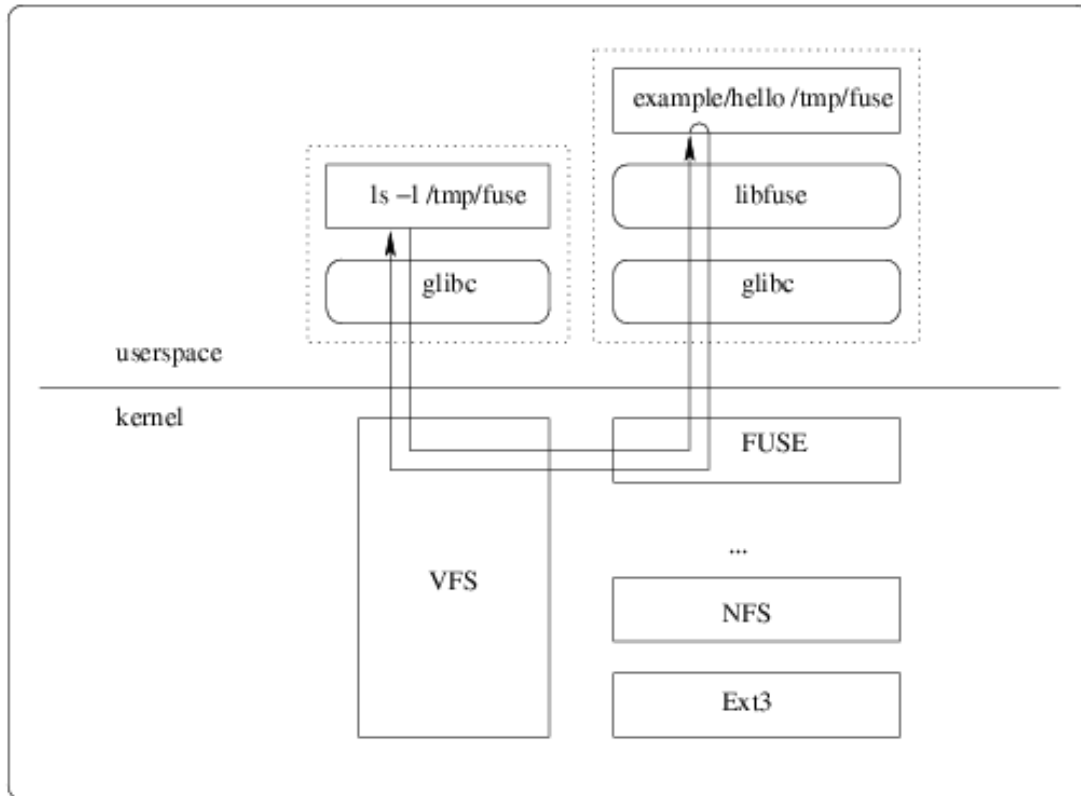 example/hello /tmp/fuse
ls −l /tmp/fuse
libfuse
glibc
glibc
userspace
kernel
FUSE
...
VFS
NFS
Ext3